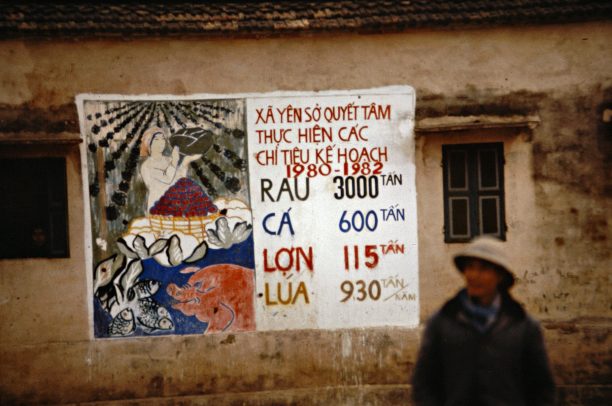 XÃ YÊN SỞ QUYẾT TÂM
THỰC HIỆN CÁC
CHỈ TIÊU KẾ HOẠCH
1980-1982
RAU 3000 TẤN
CÁ 600 TẤN
LỢN 115 TẤN
LÚA 930 TẤN/NĂM